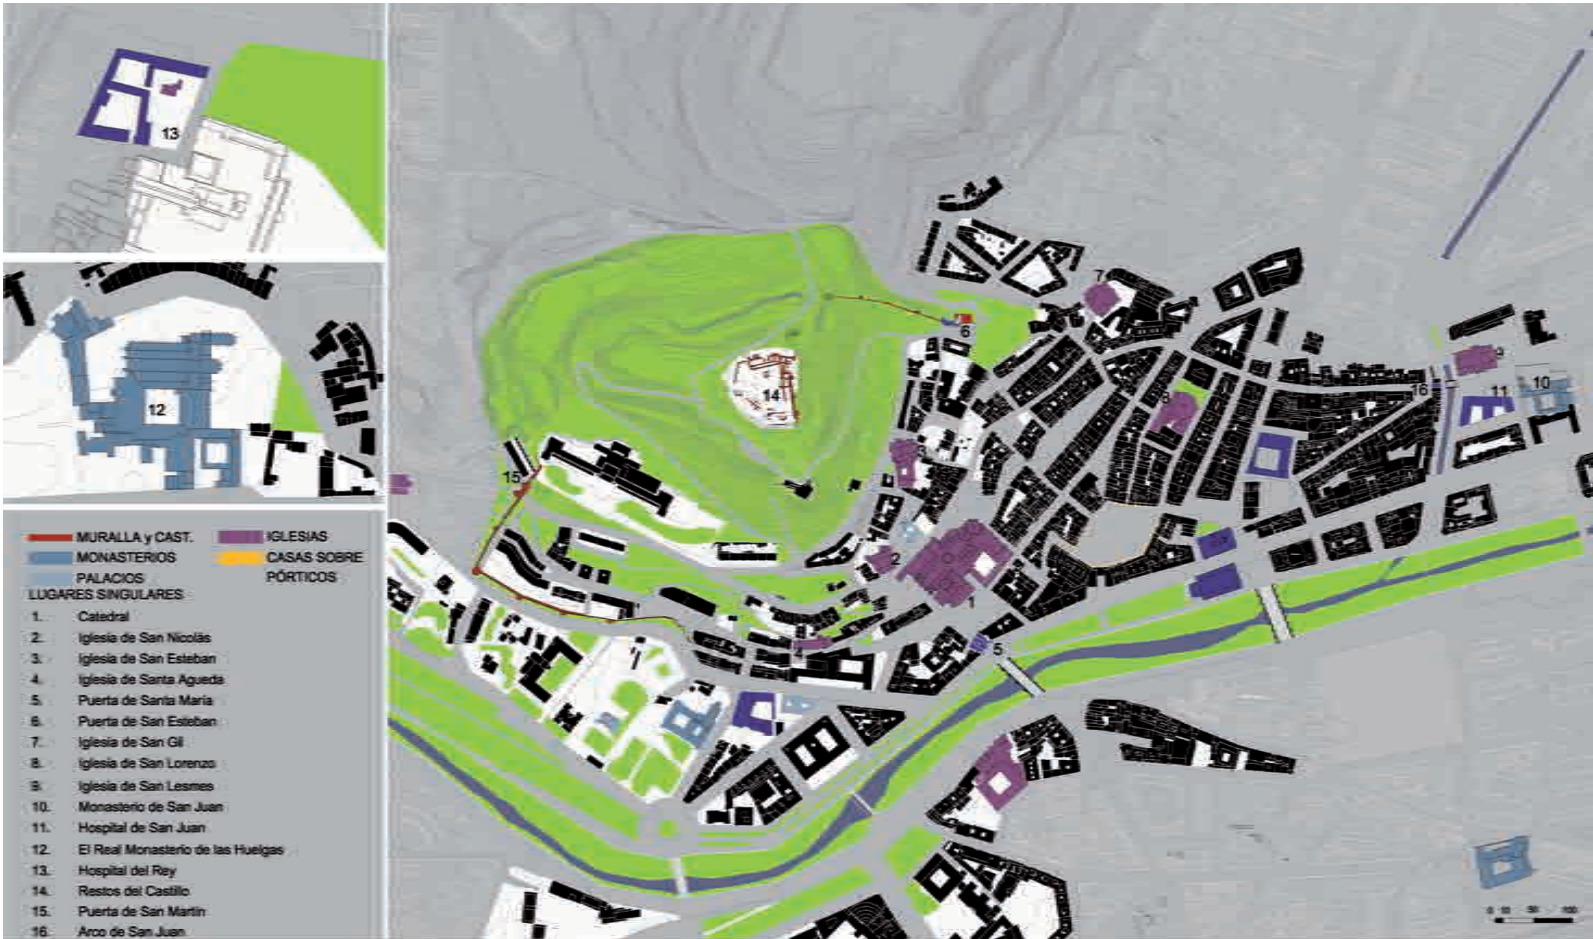 13
12
MURALLA y CAST.
IGLESIAS
MONASTERIOS
CASAS SOBRE
PÓRTICOS
PALACIOS
LUGARES SINGULARES
1. Catedral
2. Iglesia de San Nicolás
3. Iglesia de San Esteban
4. Iglesia de Santa Agueda
5. Puerta de Santa María
6. Puerta de San Esteban
7. Iglesia de San Gil
8. Iglesia de San Lorenzo
9. Iglesia de San Lesmes
10. Monasterio de San Juan
11. Hospital de San Juan
12. El Real Monasterio de las Huelgas
13. Hospital del Rey
14. Restos del Castillo
15. Puerta de San Martín
16. Arco de San Juan
7
6
9
14
8
16
11
10
15
2
1
4
5
0 10 50 100